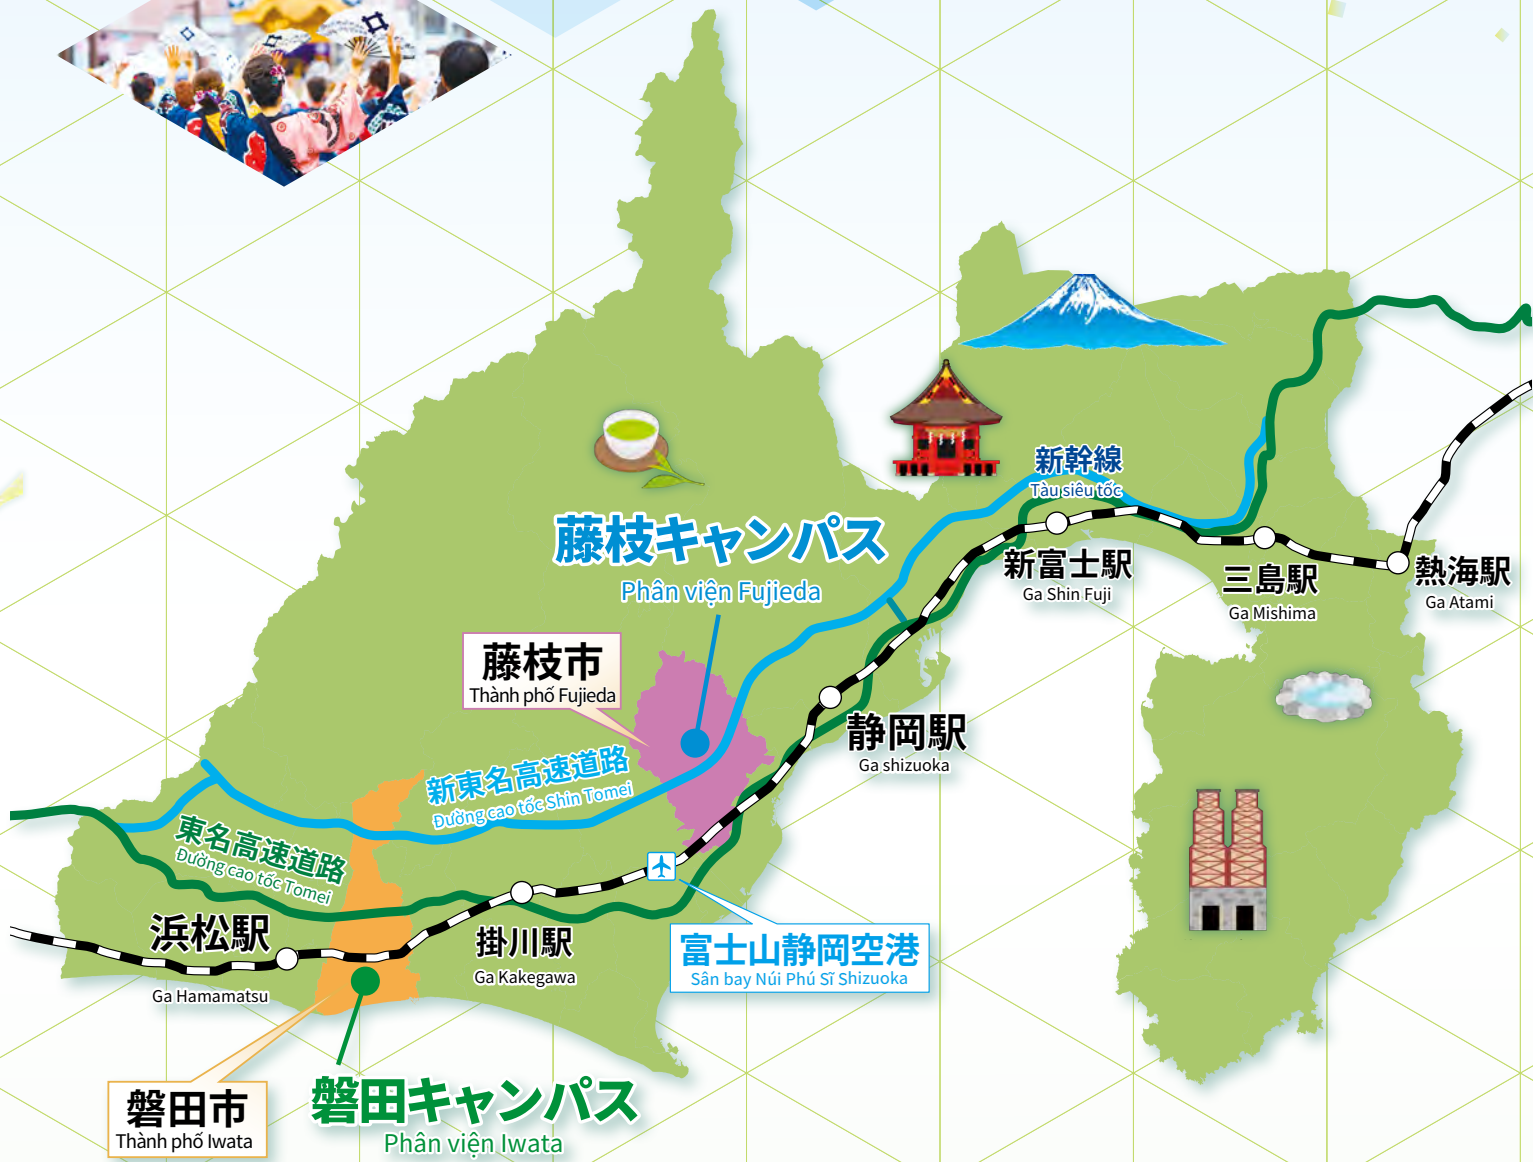 新幹線
Tàu siêu tốc
藤枝キャンパス
Phân viện Fujieda
新富士駅
Ga Shin Fuji
三島駅
Ga Mishima
熱海駅
Ga Atami
藤枝市
Thành phố Fujieda
静岡駅
Ga shizuoka
新東名高速道路
Đường cao tốc Shin Tomei
東名高速道路
Đường cao tốc Tomei
浜松駅
Ga Hamamatsu
掛川駅
Ga Kakegawa
富士山静岡空港
Sân bay Núi Phú Sĩ Shizuoka
磐田市
Thành phố Iwata
磐田キャンパス
Phân viện Iwata